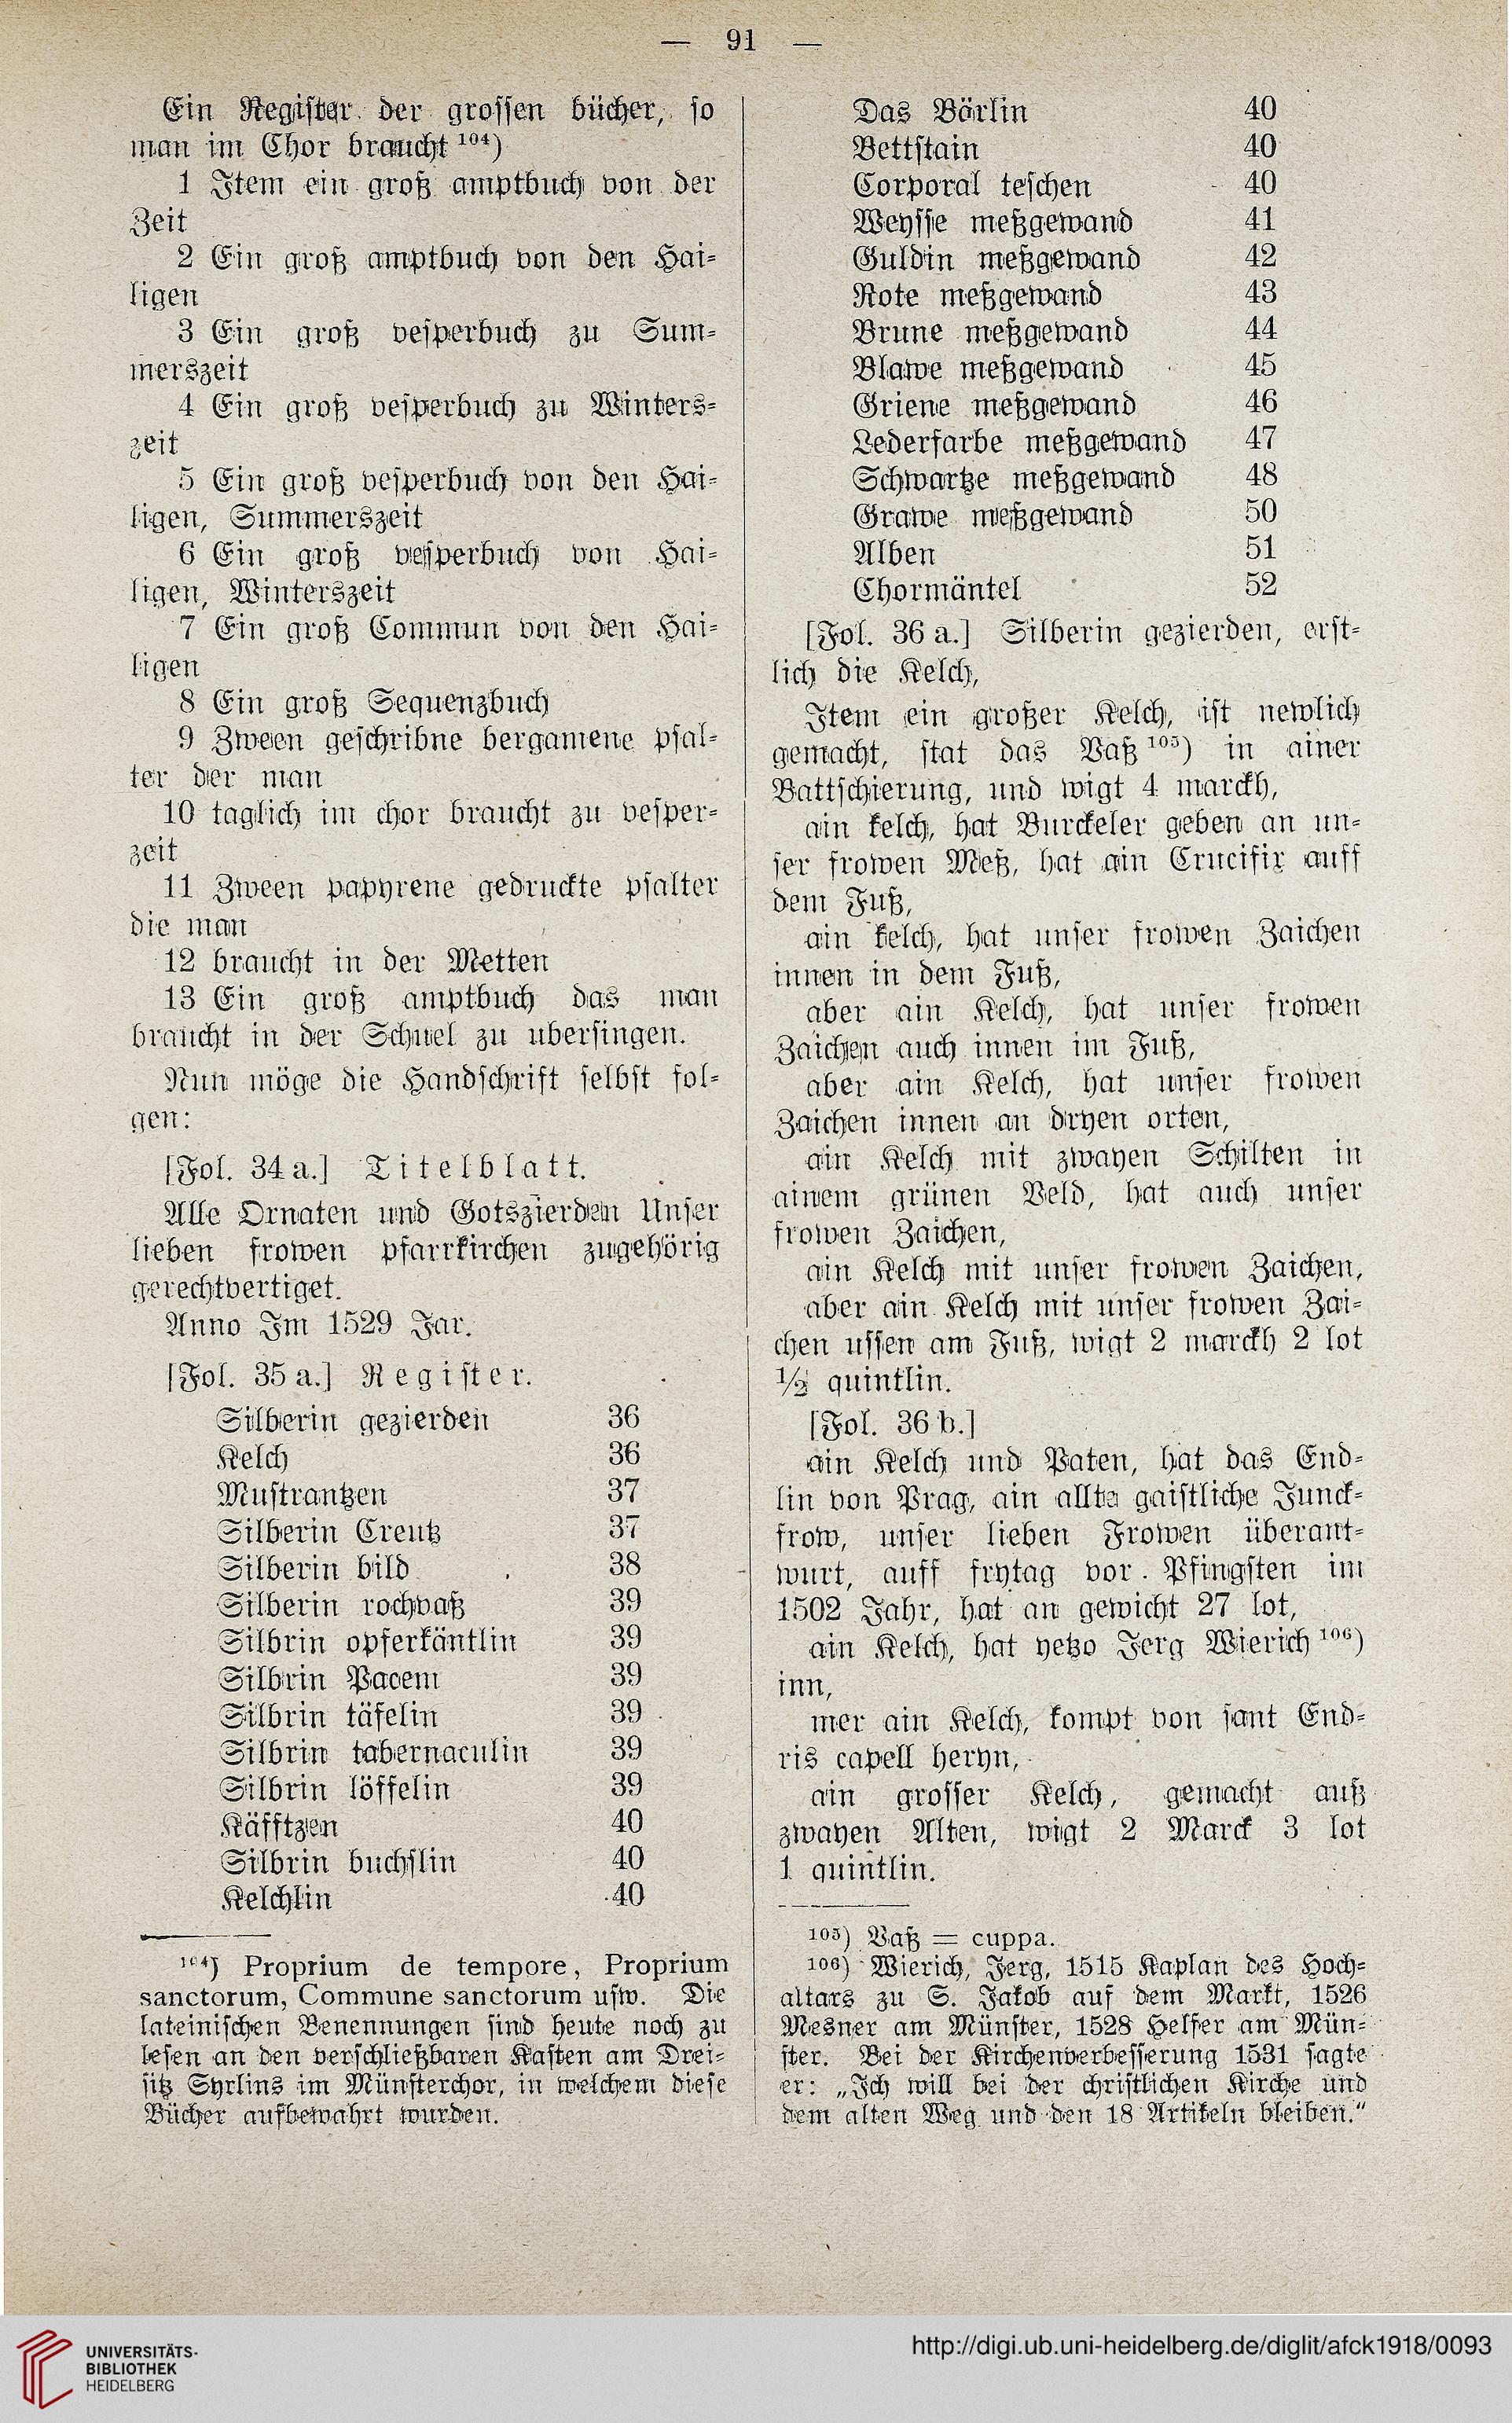 — 91 —
Ein Register der grossen bücher, so
man im Chor braucht ¹⁰⁴)
1 Item ein groß amptbuch von der
Zeit
2 Ein groß amptbuch von den Hai-
ligen
3 Ein groß vesperbuch zu Sum-
merszeit
4 Ein groß vesperbuch zu Winters-
zeit
5 Ein groß vesperbuch von den Hai-
ligen, Summerszeit
6 Ein groß vesperbuch von Hai-
ligen, Winterszeit
7 Ein groß Commun von den Hai-
ligen
8 Ein groß Sequenzbuch
9 Zween geschribne bergamene psal-
ter der man
10 taglich im chor braucht zu vesper-
zeit
11 Zween papyrene gedruckte psalter
die man
12 braucht in der Metten
13 Ein groß amptbuch das man
braucht in der Schuel zu ubersingen.
Nun möge die Handschrift selbst fol-
gen:
[Fol. 34 a.] Titelblatt.
Alle Ornaten und Gotszierden Unser
lieben frowen pfarrkirchen zugehörig
gerechtvertiget.
Anno Im 1529 Jar.
[Fol. 35 a.] Register.
Silberin gezierden 36
Kelch 36
Mustrantzen 37
Silberin Creutz 37
Silberin bild 38
Silberin rochvaß 39
Silbrin opferkäntlin 39
Silbrin Pacem 39
Silbrin täfelin 39
Silbrin tabernaculin 39
Silbrin löffelin 39
Käfftzen 40
Silbrin buchslin 40
Kelchlin 40
¹⁰⁴) Proprium de tempore, Proprium
sanctorum, Commune sanctorum usw. Die
lateinischen Benennungen sind heute noch zu
lesen an den verschließbaren Kasten am Drei-
sitz Syrlins im Münsterchor, in welchem diese
Bücher aufbewahrt wurden.
Das Börlin 40
Bettstain 40
Corporal teschen 40
Weysse meßgewand 41
Guldin meßgewand 42
Rote meßgewand 43
Brune meßgewand 44
Blawe meßgewand 45
Griene meßgewand 46
Lederfarbe meßgewand 47
Schwartze meßgewand 48
Grawe meßgewand 50
Alben 51
Chormäntel 52
[Fol. 36 a.] Silberin gezierden, erst-
lich die Kelch,
Item ein großer Kelch, ist newlich
gemacht, stat das Vaß ¹⁰⁵) in ainer
Battschierung, und wigt 4 marckh,
ain kelch, hat Burckeler geben an un-
ser frowen Meß, hat ain Crucifix auff
dem Fuß,
ain kelch, hat unser frowen Zaichen
innen in dem Fuß,
aber ain Kelch, hat unser frowen
Zaichen auch innen im Fuß,
aber ain Kelch, hat unser frowen
Zaichen innen an dryen orten,
ain Kelch mit zwayen Schilten in
ainem grünen Veld, hat auch unser
frowen Zaichen,
ain Kelch mit unser frowen Zaichen,
aber ain Kelch mit unser frowen Zai-
chen ussen am Fuß, wigt 2 marckh 2 lot
½ quintlin.
[Fol. 36 b.]
ain Kelch und Paten, hat das End-
lin von Prag, ain allte gaistliche Junck-
frow, unser lieben Frowen überant-
wurt, auff frytag vor Pfingsten im
1502 Jahr, hat an gewicht 27 lot,
ain Kelch, hat yetzo Jerg Wierich ¹⁰⁶)
inn,
mer ain Kelch, kompt von sant End-
ris capell heryn,
ain grosser Kelch, gemacht auß
zwayen Alten, wigt 2 Marck 3 lot
1 quintlin.
¹⁰⁵) Vaß = cuppa.
¹⁰⁶) Wierich, Jerg, 1515 Kaplan des Hoch-
altars zu S. Jakob auf dem Markt, 1526
Mesner am Münster, 1528 Helfer am Mün-
ster. Bei der Kirchenverbesserung 1531 sagte
er: „Ich will bei der christlichen Kirche und
dem alten Weg und den 18 Artikeln bleiben."
UNIVERSITÄTS-
BIBLIOTHEK
HEIDELBERG
http://digi.ub.uni-heidelberg.de/diglit/afck1918/0093